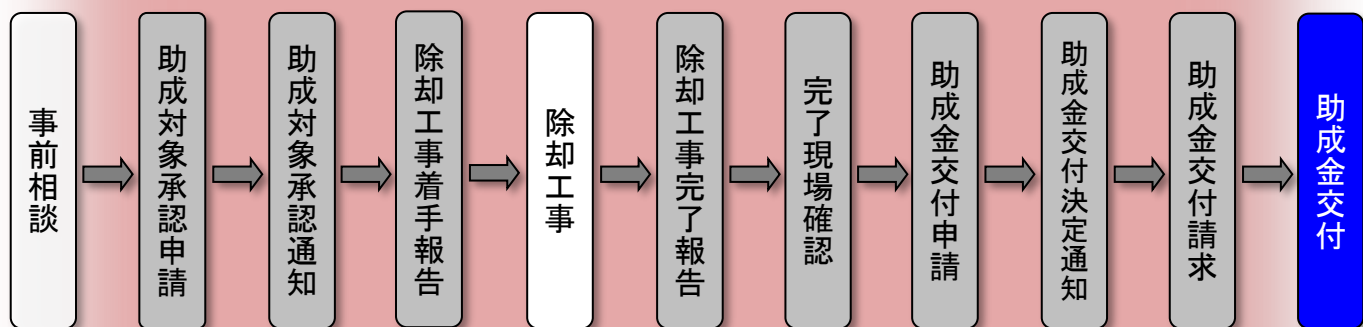 事前相談
助成対象承認申請
助成対象承認通知
除却工事着手報告
除却工事
除却工事完了報告
完了現場確認
助成金交付申請
助成金交付決定通知
助成金交付請求
助成金交付